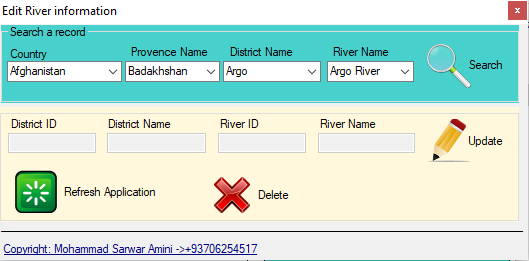 Edit River information
x
Search a record
Country Provence Name District Name River Name
Afghanistan Badakhshan Argo Argo River Search
District ID District Name River ID River Name
Update
Refresh Application Delete
Copyright: Mohammad Sarwar Amini ->+93706254517